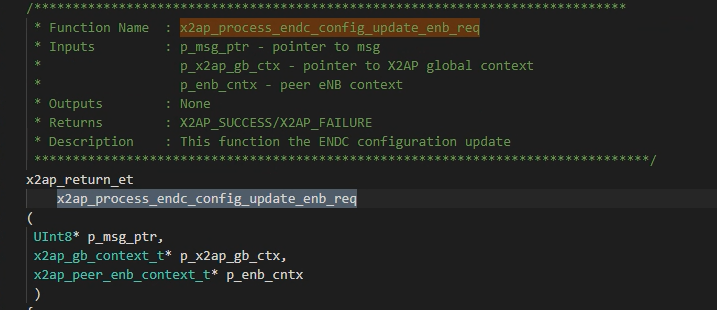 /*****************************************************************************
* Function Name : x2ap_process_endc_config_update_enb_req
* Inputs : p_msg_ptr - pointer to msg
* p_x2ap_gb_ctx - pointer to X2AP global context
* p_enb_cntx - peer eNB context
* Outputs : None
* Returns : X2AP_SUCCESS/X2AP_FAILURE
* Description : This function the ENDC configuration update
********************************************************************************/
x2ap_return_et
x2ap_process_endc_config_update_enb_req
(
UInt8* p_msg_ptr,
x2ap_gb_context_t* p_x2ap_gb_ctx,
x2ap_peer_enb_context_t* p_enb_cntx
)